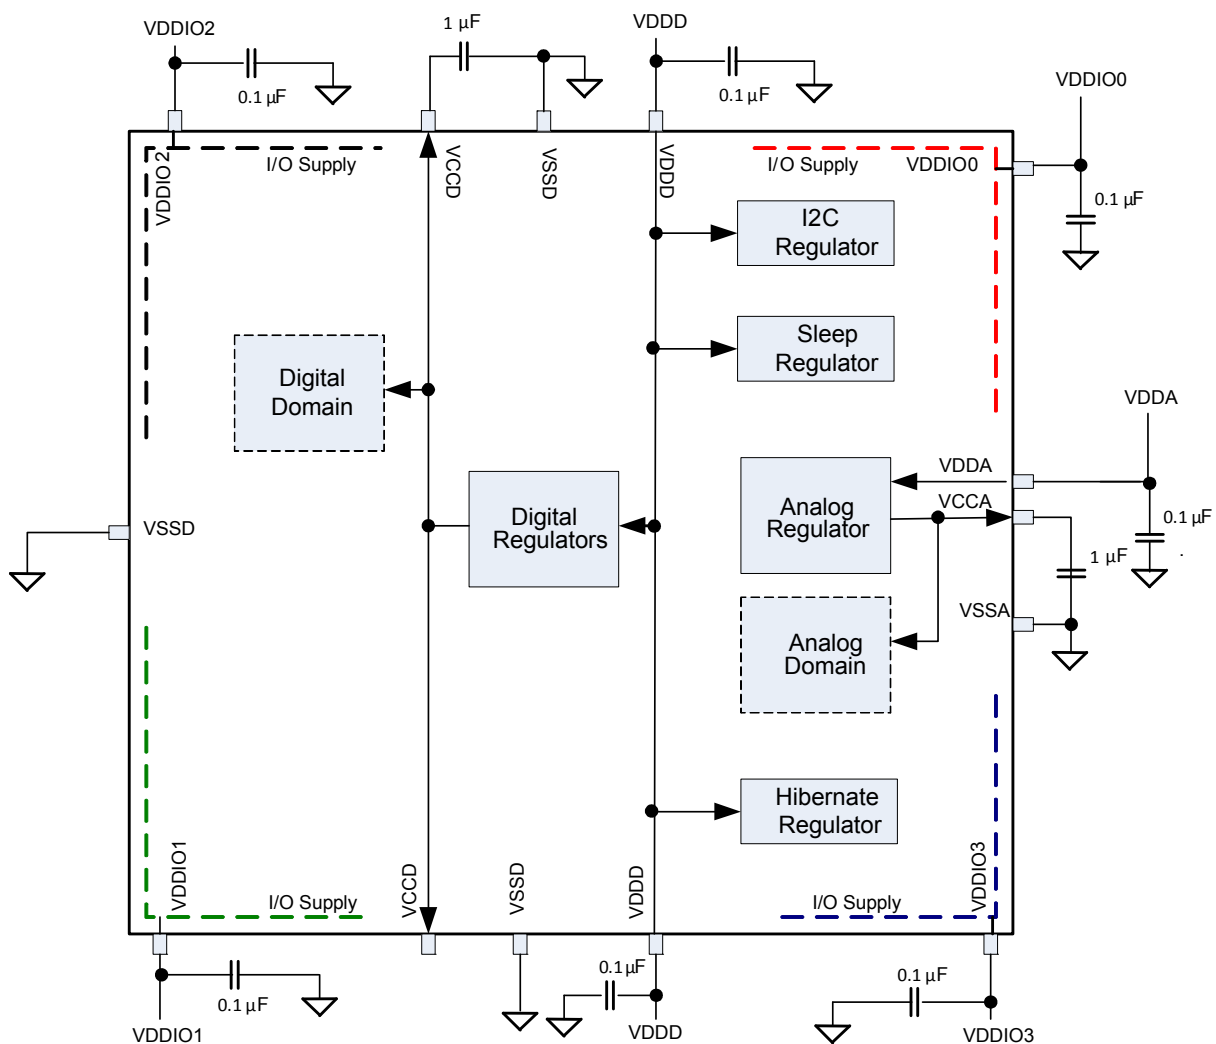 VDDIO2
1 µF
VDDD
0.1 µF
0.1 µF
VDDIO0
VDDIO2
I/O Supply
VCCD
VSSD
VDDD
I/O Supply
VDDIO0
0.1 µF
I2C
Regulator
Sleep
Regulator
Digital
Domain
VDDA
VDDA
Analog
Regulator
VCCA
0.1 µF
VSSD
Digital
Regulators
1 µF
VSSA
Analog
Domain
Hibernate
Regulator
VDDIO1
I/O Supply
VCCD
VSSD
VDDD
I/O Supply
VDDIO3
0.1 µF
0.1 µF
0.1 µF
VDDIO1
VDDD
VDDIO3